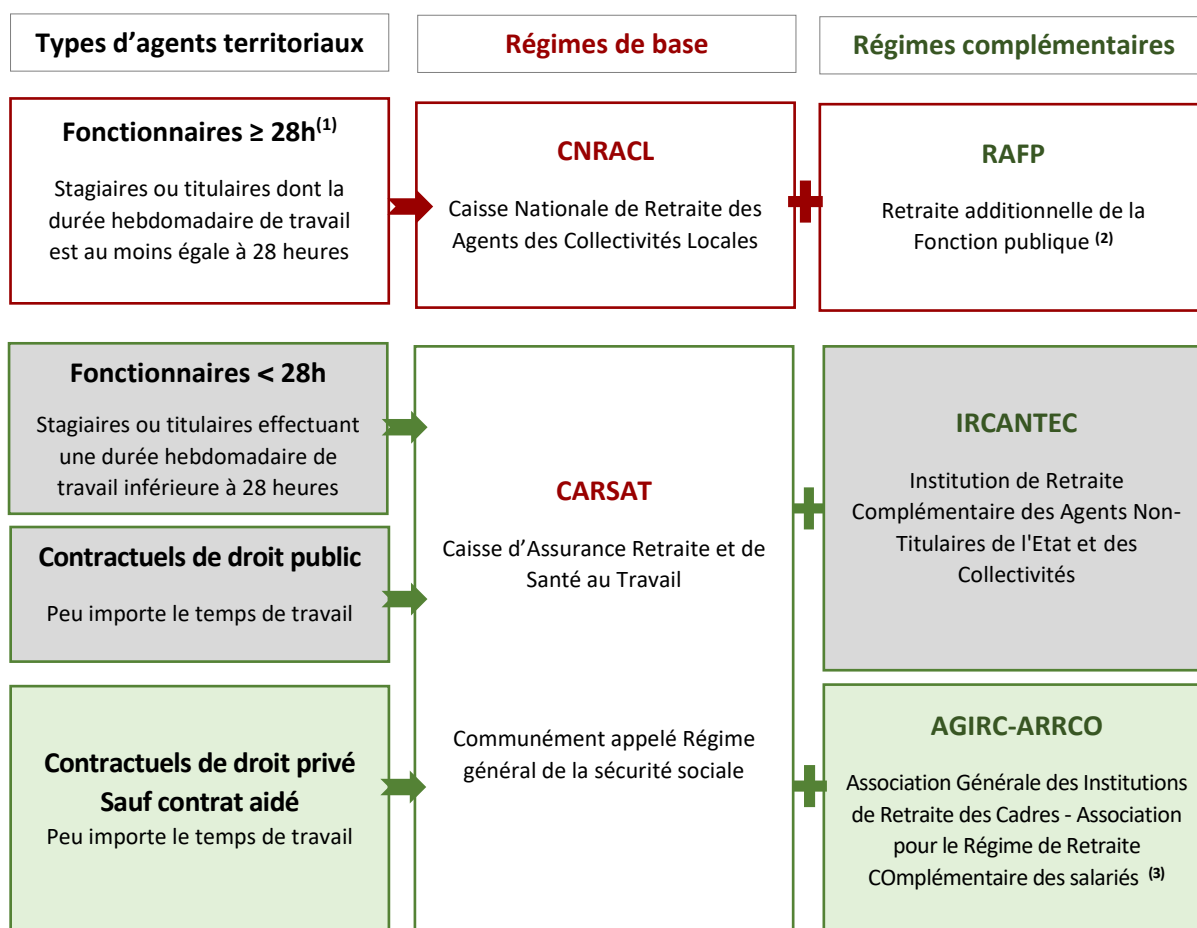 Types d’agents territoriaux
Régimes de base
Régimes complémentaires
Fonctionnaires ≥ 28h(1)
Stagiaires ou titulaires dont la
durée hebdomadaire de travail
est au moins égale à 28 heures
CNRACL
Caisse Nationale de Retraite des
Agents des Collectivités Locales
RAFP
Retraite additionnelle de la
Fonction publique (2)
Fonctionnaires < 28h
Stagiaires ou titulaires effectuant
une durée hebdomadaire de
travail inférieure à 28 heures
Contractuels de droit public
Peu importe le temps de travail
Contractuels de droit privé
Sauf contrat aidé
Peu importe le temps de travail
CARSAT
Caisse d’Assurance Retraite et de
Santé au Travail
Communément appelé Régime
général de la sécurité sociale
IRCANTEC
Institution de Retraite
Complémentaire des Agents Non-
Titulaires de l'Etat et des
Collectivités
AGIRC-ARRCO
Association Générale des Institutions
de Retraite des Cadres - Association
pour le Régime de Retraite
COmplémentaire des salariés (3)